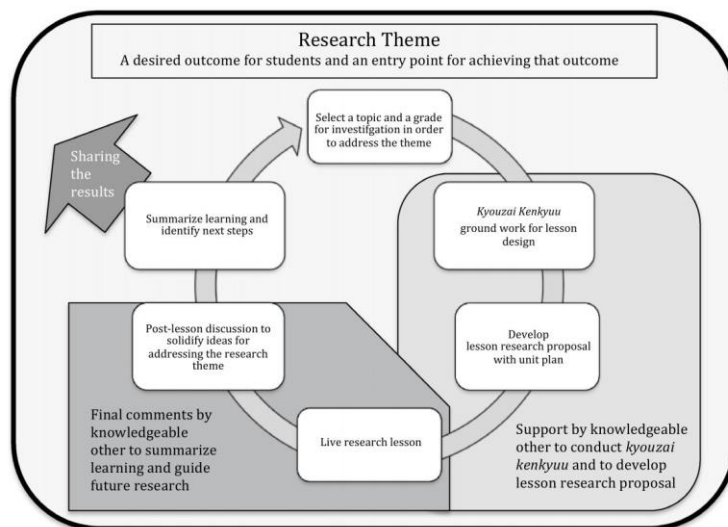 Research Theme
A desired outcome for students and an entry point for achieving that outcome
Select a topic and a grade
for investifgation in order
to address the theme
Sharing
the
results
Summarize learning and
identify next steps
Kyouzai Kenkyuu
ground work for lesson
design
Post-lesson discussion to
solidify ideas for
addressing the research
theme
Develop
lesson research proposal
with unit plan
Final comments by
knowledgeable
other to summarize
learning and guide
future research
Live research lesson
Support by knowledgeable
other to conduct kyouzai
kenkyuu and to develop
lesson research proposal